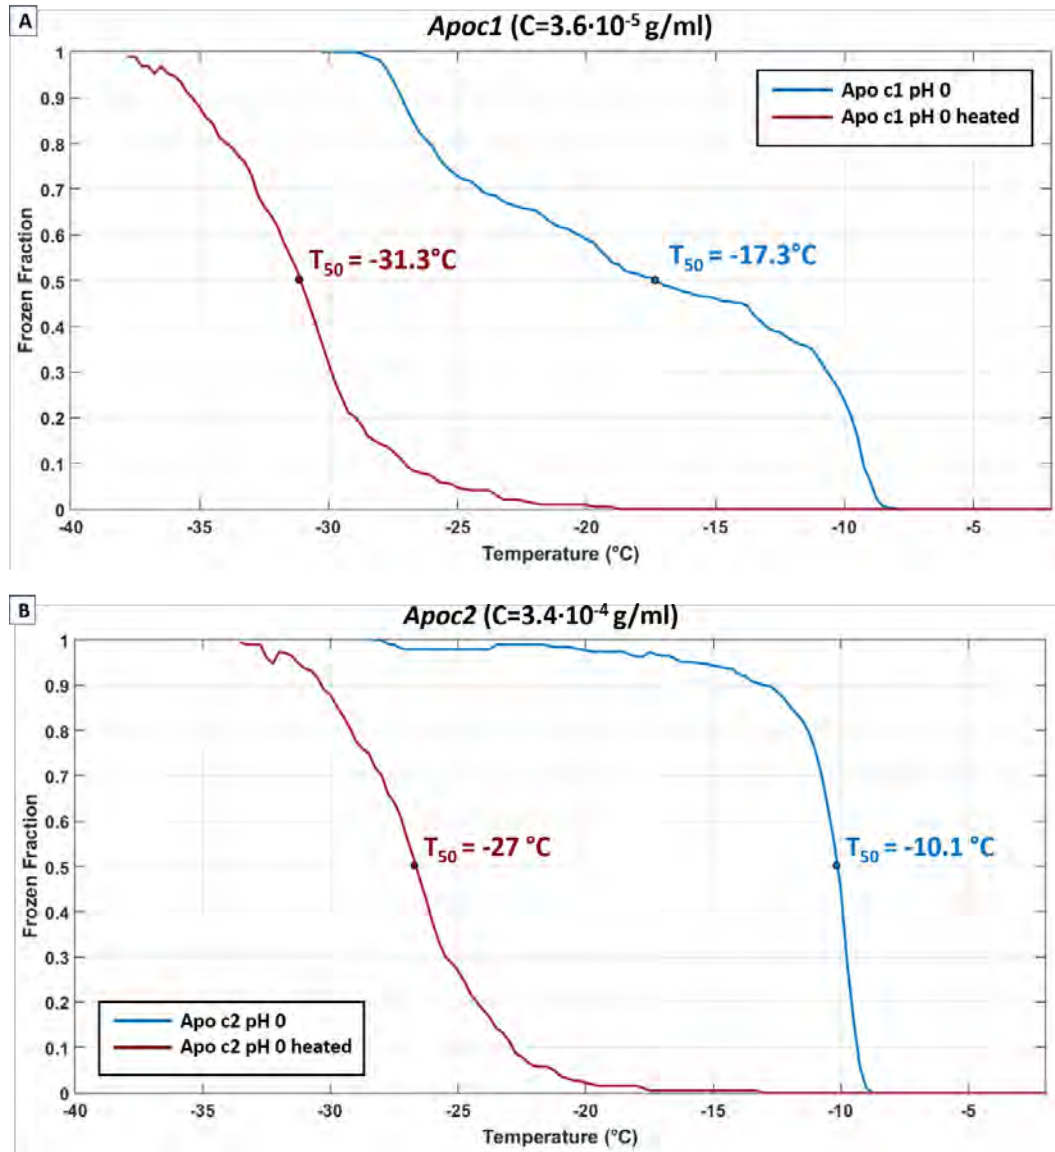 A
Apoc1 (C=3.6·10⁻⁵ g/ml)
Apo c1 pH 0
Apo c1 pH 0 heated
T₅₀ = -31.3°C
T₅₀ = -17.3°C
Frozen Fraction
1
0.9
0.8
0.7
0.6
0.5
0.4
0.3
0.2
0.1
0
-40 -35 -30 -25 -20 -15 -10 -5
Temperature (°C)
B
Apoc2 (C=3.4·10⁻⁴ g/ml)
T₅₀ = -27 °C
T₅₀ = -10.1 °C
Apo c2 pH 0
Apo c2 pH 0 heated
Frozen Fraction
1
0.9
0.8
0.7
0.6
0.5
0.4
0.3
0.2
0.1
0
-40 -35 -30 -25 -20 -15 -10 -5
Temperature (°C)